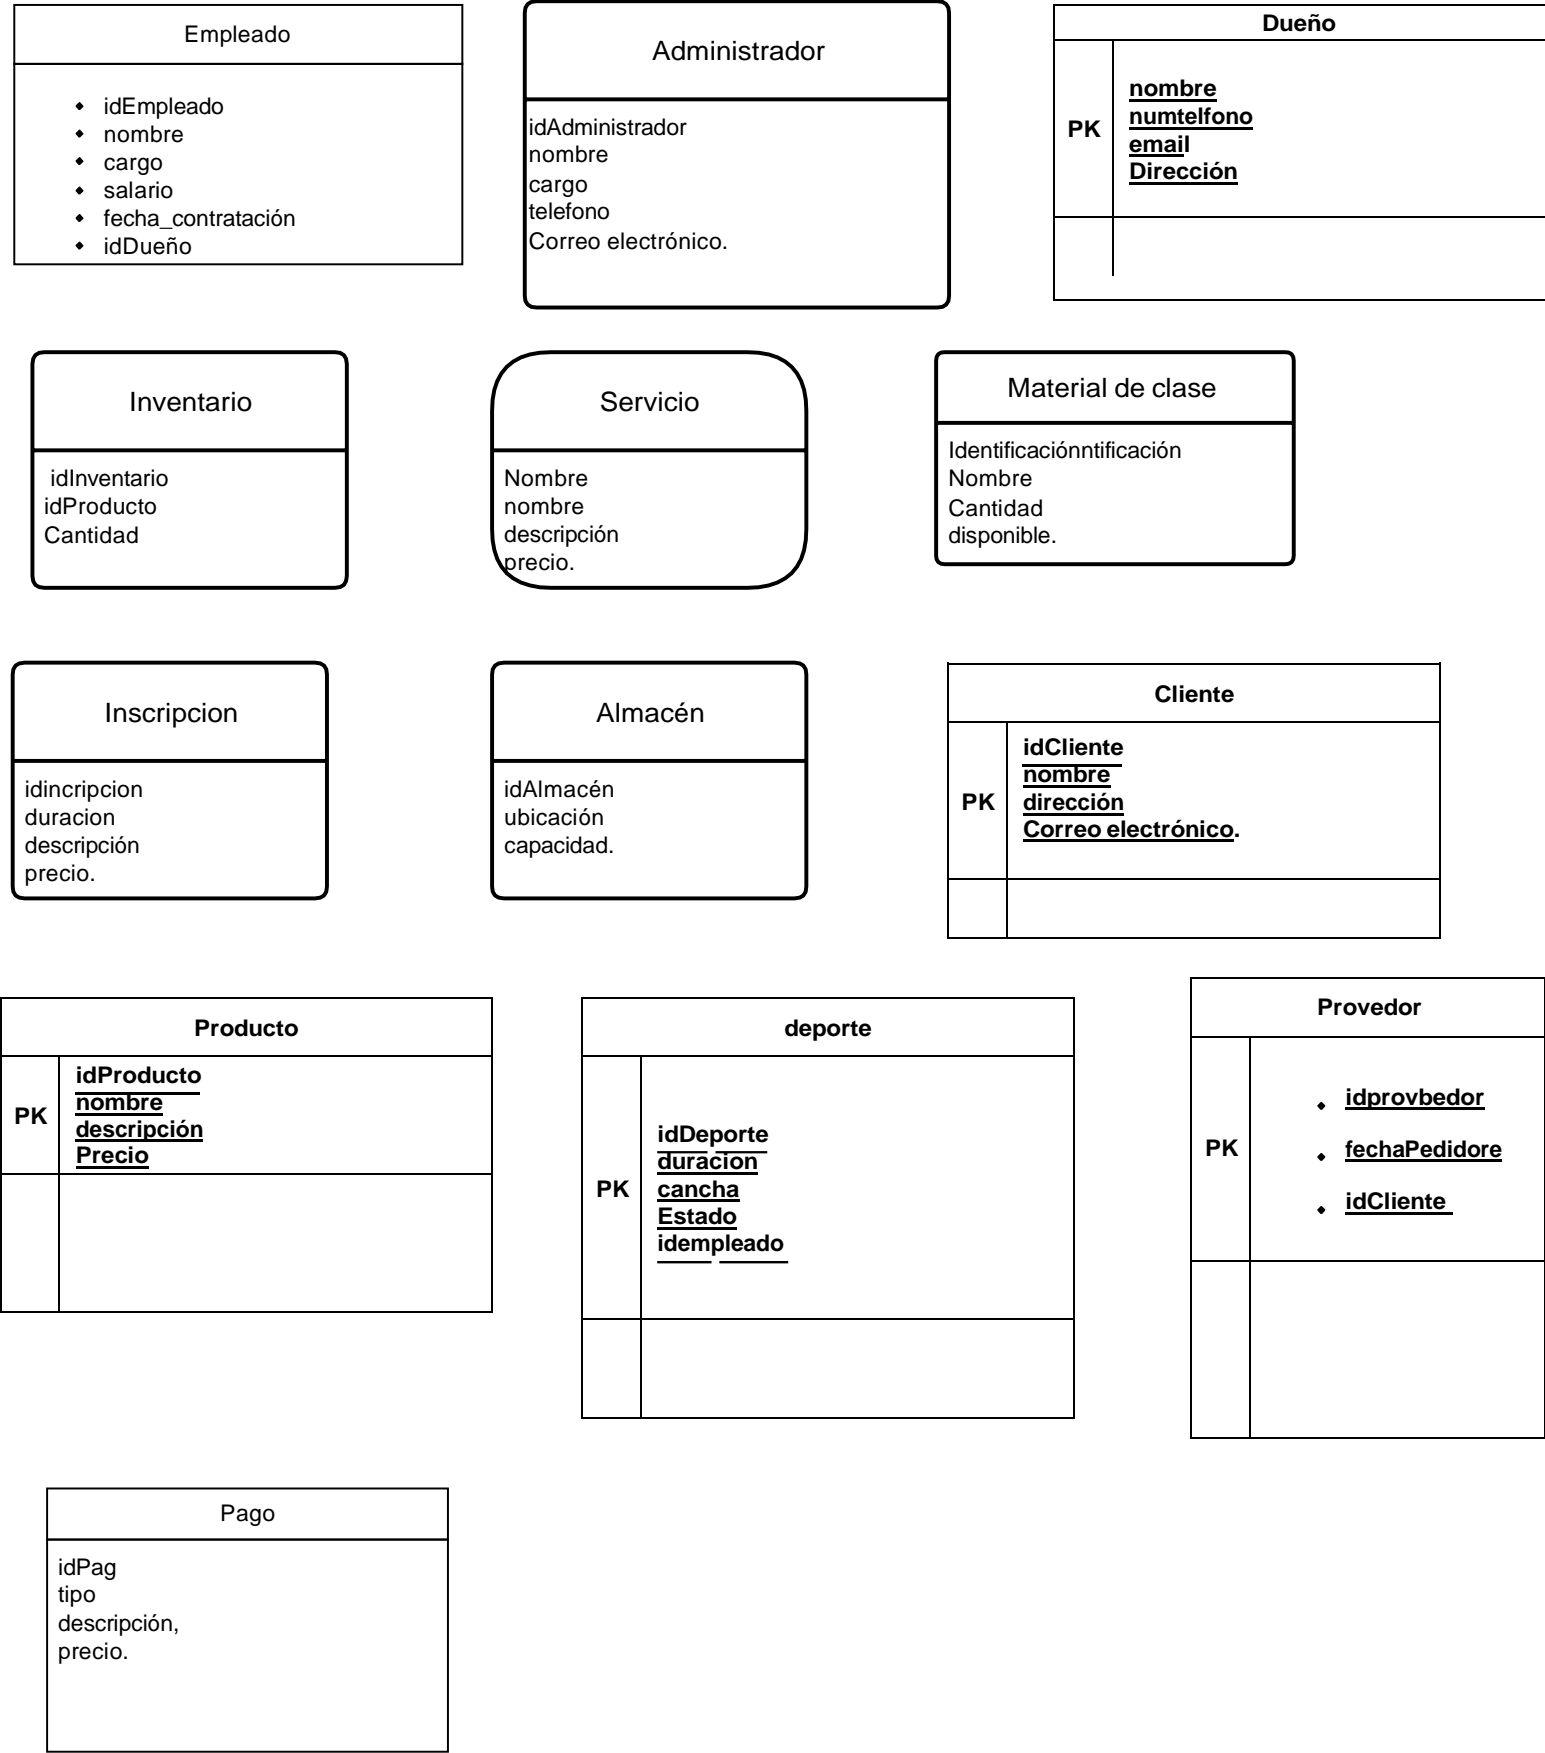 Empleado
idEmpleado
nombre
cargo
salario
fecha_contratación
idDueño
Administrador
idAdministrador
nombre
cargo
telefono
Correo electrónico.
Dueño
PK
nombre
numtelfono
email
Dirección
Inventario
idInventario
idProducto
Cantidad
Servicio
Nombre
nombre
descripción
precio.
Material de clase
Identificaciónntificación
Nombre
Cantidad
disponible.
Inscripcion
idincripcion
duracion
descripción
precio.
Almacén
idAlmacén
ubicación
capacidad.
Cliente
PK
idCliente
nombre
dirección
Correo electrónico.
Producto
PK
idProducto
nombre
descripción
Precio
deporte
PK
idDeporte
duracion
cancha
Estado
idempleado
Provedor
PK
idprovbedor
fechaPedidore
idCliente
Pago
idPag
tipo
descripción,
precio.